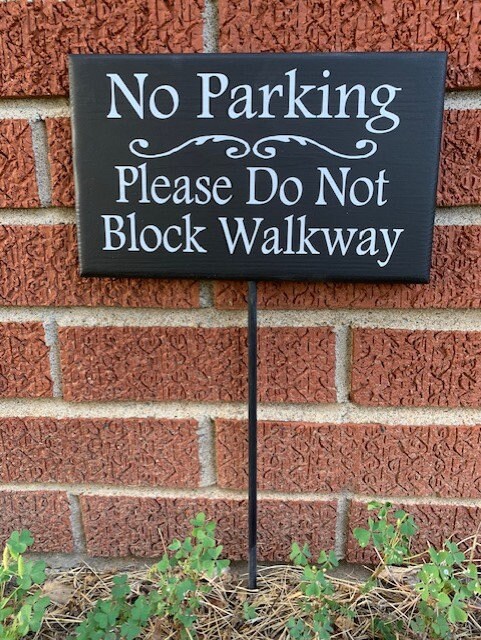 No Parking
Please Do Not
Block Walkway